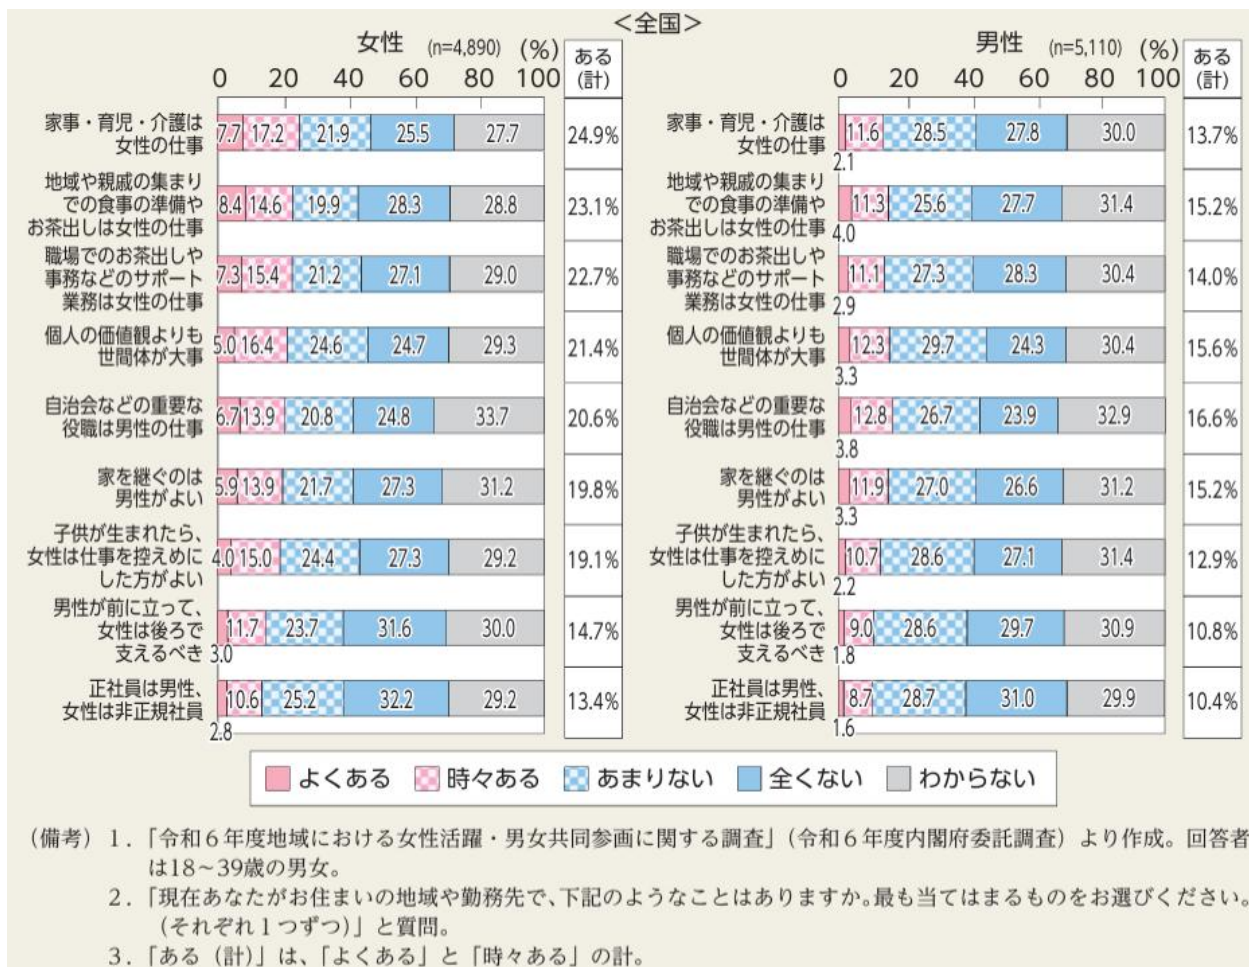 ＜全国＞
女性 (n=4,890) (%)
0 20 40 60 80 100
ある
(計)
家事・育児・介護は
女性の仕事
7.7 17.2 21.9 25.5 27.7 24.9%
地域や親戚の集まり
での食事の準備や
お茶出しは女性の仕事
8.4 14.6 19.9 28.3 28.8 23.1%
職場でのお茶出しや
事務などのサポート
業務は女性の仕事
7.3 15.4 21.2 27.1 29.0 22.7%
個人の価値観よりも
世間体が大事
5.0 16.4 24.6 24.7 29.3 21.4%
自治会などの重要な
役職は男性の仕事
6.7 13.9 20.8 24.8 33.7 20.6%
家を継ぐのは
男性がよい
5.9 13.9 21.7 27.3 31.2 19.8%
子供が生まれたら、
女性は仕事を控えめに
した方がよい
4.0 15.0 24.4 27.3 29.2 19.1%
男性が前に立って、
女性は後ろで
支えるべき
3.0 11.7 23.7 31.6 30.0 14.7%
正社員は男性、
女性は非正規社員
2.8 10.6 25.2 32.2 29.2 13.4%
男性 (n=5,110) (%)
0 20 40 60 80 100
ある
(計)
家事・育児・介護は
女性の仕事
2.1 11.6 28.5 27.8 30.0 13.7%
地域や親戚の集まり
での食事の準備や
お茶出しは女性の仕事
4.0 11.3 25.6 27.7 31.4 15.2%
職場でのお茶出しや
事務などのサポート
業務は女性の仕事
2.9 11.1 27.3 28.3 30.4 14.0%
個人の価値観よりも
世間体が大事
3.3 12.3 29.7 24.3 30.4 15.6%
自治会などの重要な
役職は男性の仕事
3.8 12.8 26.7 23.9 32.9 16.6%
家を継ぐのは
男性がよい
3.3 11.9 27.0 26.6 31.2 15.2%
子供が生まれたら、
女性は仕事を控えめに
した方がよい
2.2 10.7 28.6 27.1 31.4 12.9%
男性が前に立って、
女性は後ろで
支えるべき
1.8 9.0 28.6 29.7 30.9 10.8%
正社員は男性、
女性は非正規社員
1.6 8.7 28.7 31.0 29.9 10.4%
よくある 時々ある あまりない 全くない わからない
（備考）１．「令和６年度地域における女性活躍・男女共同参画に関する調査」（令和６年度内閣府委託調査）より作成。回答者
は18～39歳の男女。
２．「現在あなたがお住まいの地域や勤務先で、下記のようなことはありますか。最も当てはまるものをお選びください。
（それぞれ１つずつ）」と質問。
３．「ある（計）」は、「よくある」と「時々ある」の計。